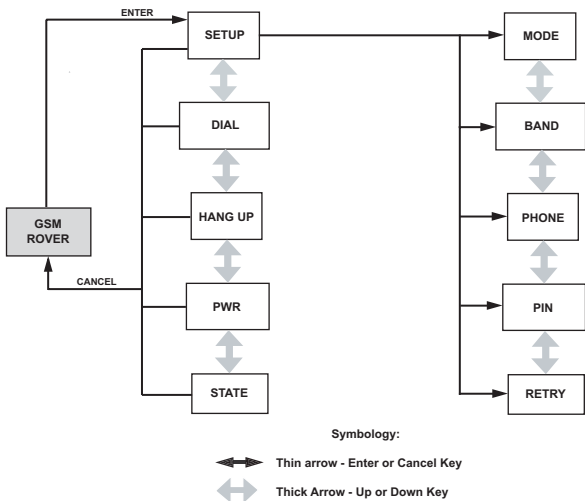 ENTER
SETUP
MODE
DIAL
BAND
HANG UP
PHONE
GSM
ROVER
CANCEL
PWR
PIN
STATE
RETRY
Symbology:
Thin arrow - Enter or Cancel Key
Thick Arrow - Up or Down Key